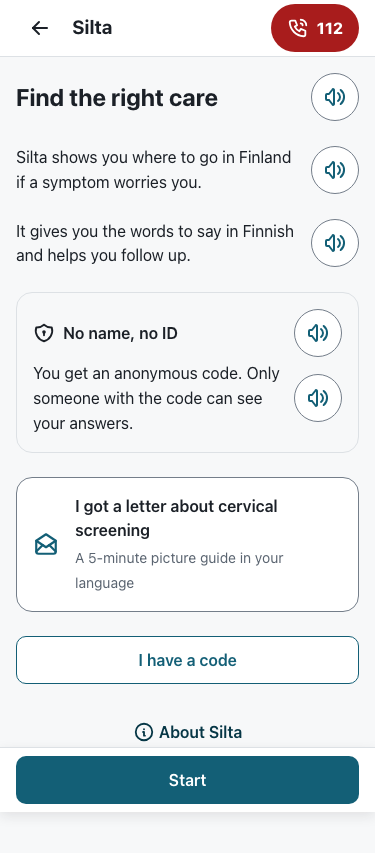 Silta
112
Find the right care
Silta shows you where to go in Finland
if a symptom worries you.
It gives you the words to say in Finnish
and helps you follow up.
No name, no ID
You get an anonymous code. Only
someone with the code can see
your answers.
I got a letter about cervical
screening
A 5-minute picture guide in your
language
I have a code
About Silta
Start